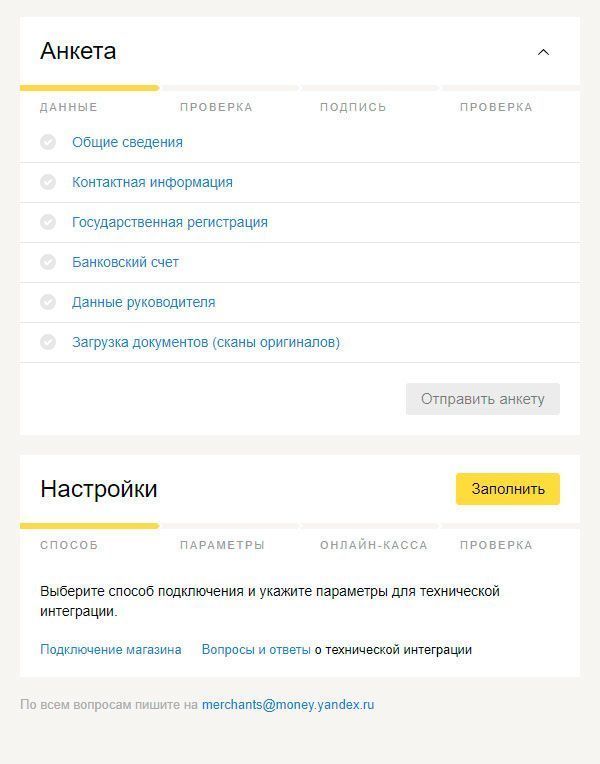 Анкета
ДАННЫЕ ПРОВЕРКА ПОДПИСЬ ПРОВЕРКА
Общие сведения
Контактная информация
Государственная регистрация
Банковский счет
Данные руководителя
Загрузка документов (сканы оригиналов)
Отправить анкету
Настройки Заполнить
СПОСОБ ПАРАМЕТРЫ ОНЛАЙН-КАССА ПРОВЕРКА
Выберите способ подключения и укажите параметры для технической
интеграции.
Подключение магазина Вопросы и ответы о технической интеграции
По всем вопросам пишите на merchants@money.yandex.ru